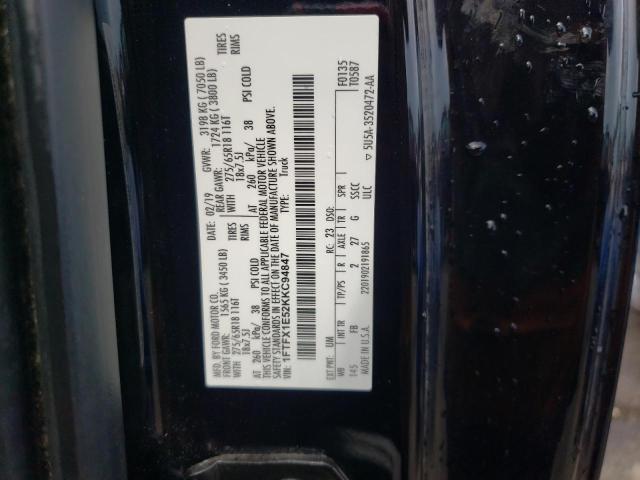 MFD. BY FORD MOTOR CO.
DATE: 02/19 GVWR: 3198 KG ( 7050 LB)
FRONT GAWR: 1565 KG ( 3450 LB) REAR GAWR: 1724 KG ( 3800 LB)
WITH 275/65R18 116T TIRES WITH 275/65R18 116T TIRES
18x7.5J RIMS 18x7.5J RIMS
AT 260 kPa/ 38 PSI COLD AT 260 kPa/ 38 PSI COLD
THIS VEHICLE CONFORMS TO ALL APPLICABLE FEDERAL MOTOR VEHICLE
SAFETY STANDARDS IN EFFECT ON THE DATE OF MANUFACTURE SHOWN ABOVE.
VIN: 1FTFX1E52KKC94847 TYPE: Truck
F0135
T0587
EXT PNT: UM RC: 23 DSO:
WB INT TR TP/PS R AXLE TR SPR
145 FB 2 27 G SSCC
MADE IN U.S.A. 2201902191865 ULC
5U5A-3520472-AA